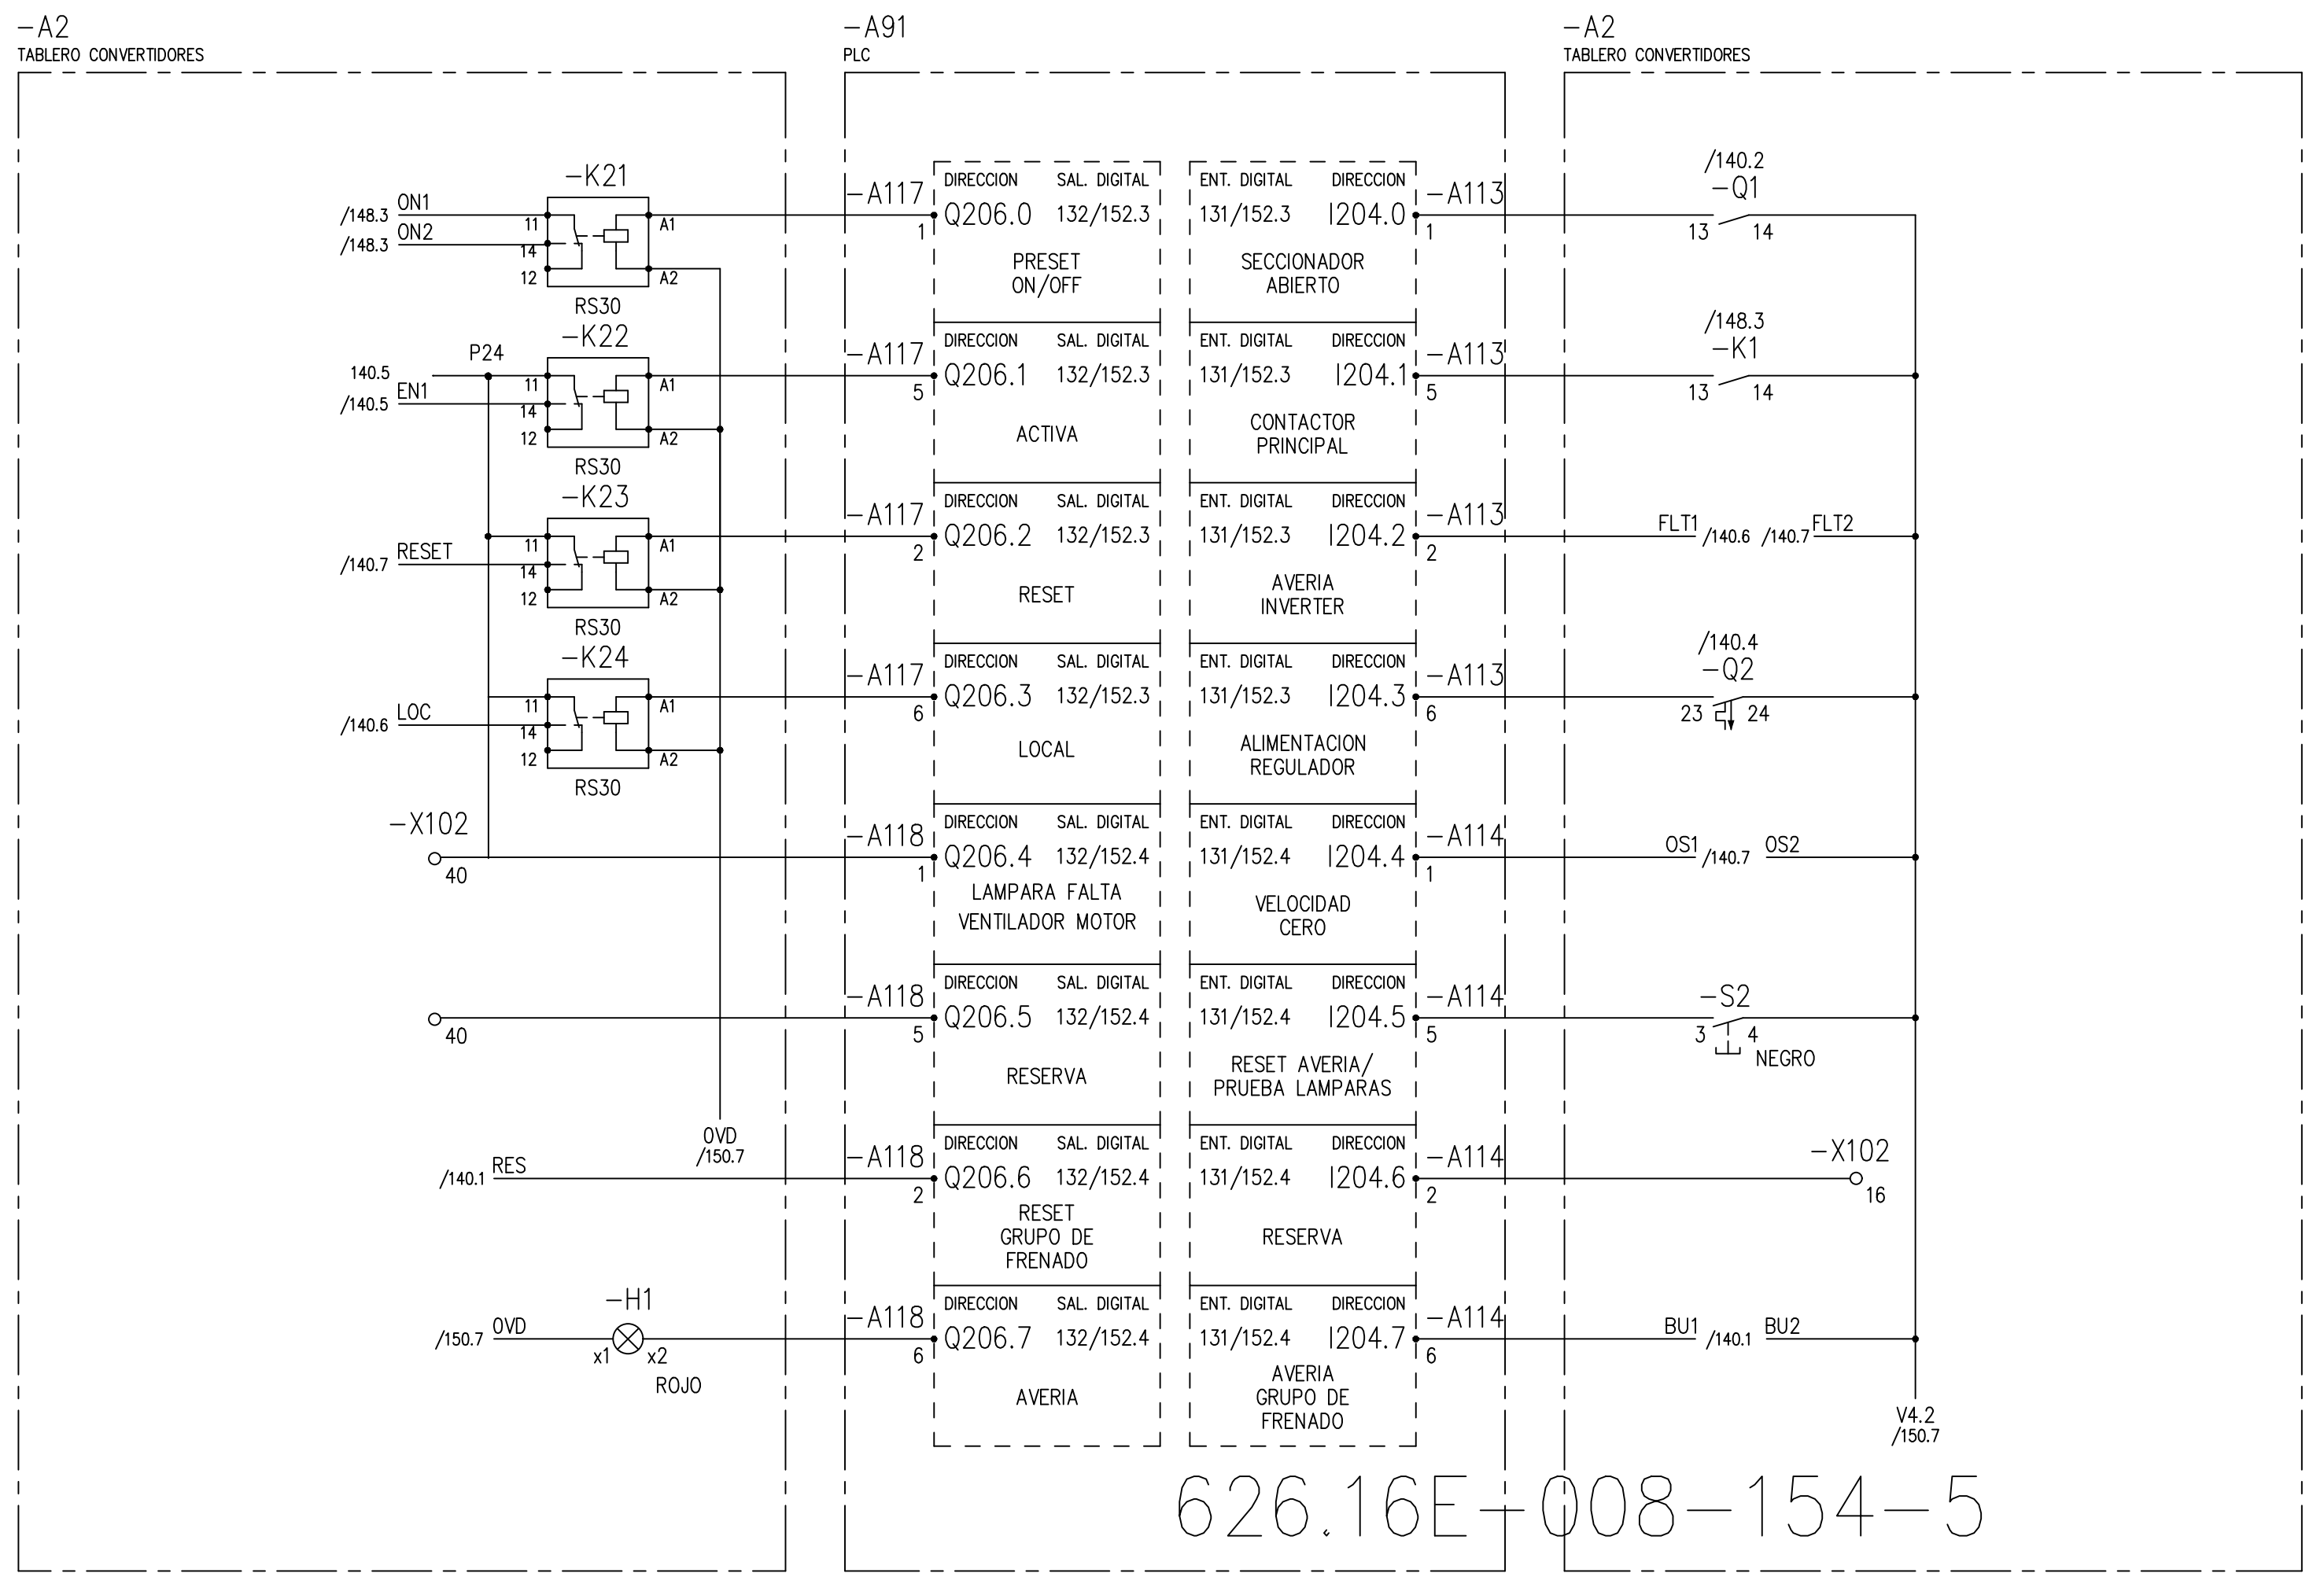 -A2
TABLERO CONVERTIDORES
-A91
PLC
-A2
TABLERO CONVERTIDORES
-K21
/148.3 ON1
/148.3 ON2
11
14
12
A1
A2
RS30
-A117
1
DIRECCION SAL. DIGITAL
Q206.0 132/152.3
PRESET
ON/OFF
ENT. DIGITAL DIRECCION
131/152.3 I204.0
SECCIONADOR
ABIERTO
-A113
1
/140.2
-Q1
13 14
-K22
P24
140.5
/140.5 EN1
11
14
12
A1
A2
RS30
-A117
5
DIRECCION SAL. DIGITAL
Q206.1 132/152.3
ACTIVA
ENT. DIGITAL DIRECCION
131/152.3 I204.1
CONTACTOR
PRINCIPAL
-A113
5
/148.3
-K1
13 14
-K23
/140.7 RESET
11
14
12
A1
A2
RS30
-A117
2
DIRECCION SAL. DIGITAL
Q206.2 132/152.3
RESET
ENT. DIGITAL DIRECCION
131/152.3 I204.2
AVERIA
INVERTER
-A113
2
FLT1 /140.6 /140.7 FLT2
-K24
/140.6 LOC
11
14
12
A1
A2
RS30
-A117
6
DIRECCION SAL. DIGITAL
Q206.3 132/152.3
LOCAL
ENT. DIGITAL DIRECCION
131/152.3 I204.3
ALIMENTACION
REGULADOR
-A113
6
/140.4
-Q2
23 24
-X102
40
-A118
1
DIRECCION SAL. DIGITAL
Q206.4 132/152.4
LAMPARA FALTA
VENTILADOR MOTOR
ENT. DIGITAL DIRECCION
131/152.4 I204.4
VELOCIDAD
CERO
-A114
1
OS1 /140.7 OS2
40
-A118
5
DIRECCION SAL. DIGITAL
Q206.5 132/152.4
RESERVA
ENT. DIGITAL DIRECCION
131/152.4 I204.5
RESET AVERIA/
PRUEBA LAMPARAS
-A114
5
-S2
3 4
NEGRO
0VD
/150.7
/140.1 RES
-A118
2
DIRECCION SAL. DIGITAL
Q206.6 132/152.4
RESET
GRUPO DE
FRENADO
ENT. DIGITAL DIRECCION
131/152.4 I204.6
RESERVA
-A114
2
-X102
16
-H1
/150.7 0VD
x1 x2
ROJO
-A118
6
DIRECCION SAL. DIGITAL
Q206.7 132/152.4
AVERIA
ENT. DIGITAL DIRECCION
131/152.4 I204.7
AVERIA
GRUPO DE
FRENADO
-A114
6
BU1 /140.1 BU2
V4.2
/150.7
626.16E-008-154-5